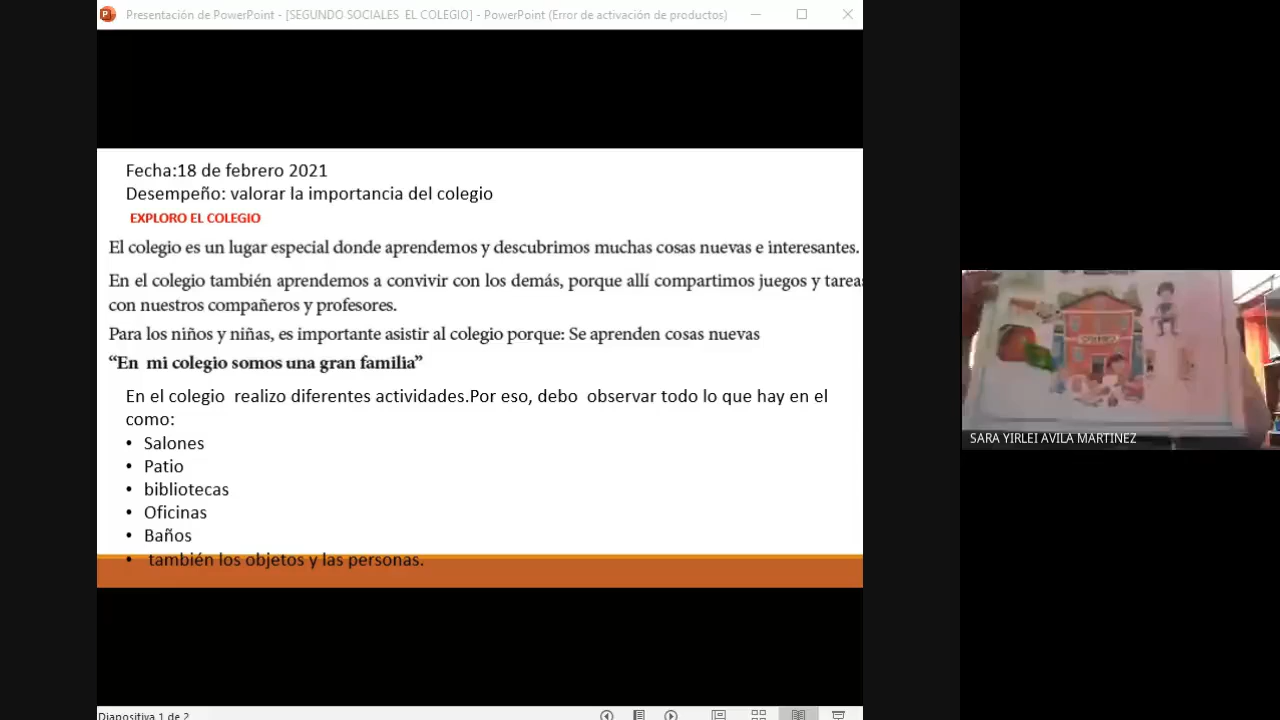 Presentación de PowerPoint - [SEGUNDO SOCIALES  EL COLEGIO] - PowerPoint (Error de activación de productos)
Fecha:18 de febrero 2021
Desempeño: valorar la importancia del colegio
EXPLORO EL COLEGIO
El colegio es un lugar especial donde aprendemos y descubrimos muchas cosas nuevas e interesantes.
En el colegio también aprendemos a convivir con los demás, porque allí compartimos juegos y tareas
con nuestros compañeros y profesores.
Para los niños y niñas, es importante asistir al colegio porque: Se aprenden cosas nuevas
“En  mi colegio somos una gran familia”
En el colegio  realizo diferentes actividades.Por eso, debo  observar todo lo que hay en el
como:
• Salones
• Patio
• bibliotecas
• Oficinas
• Baños
• también los objetos y las personas.
SARA YIRLEI AVILA MARTINEZ
Diapositiva 1 de 2